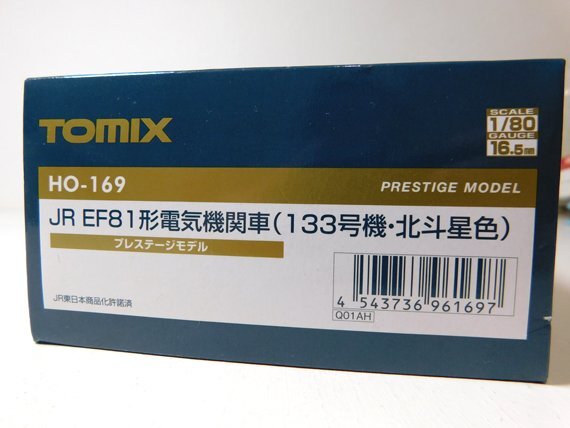 TOMIX
SCALE
1/80
GAUGE
16.5mm
HO-169
PRESTIGE MODEL
JR EF81形電気機関車(133号機・北斗星色)
プレステージモデル
JR東日本商品化許諾済
4 543736 961697
Q01AH